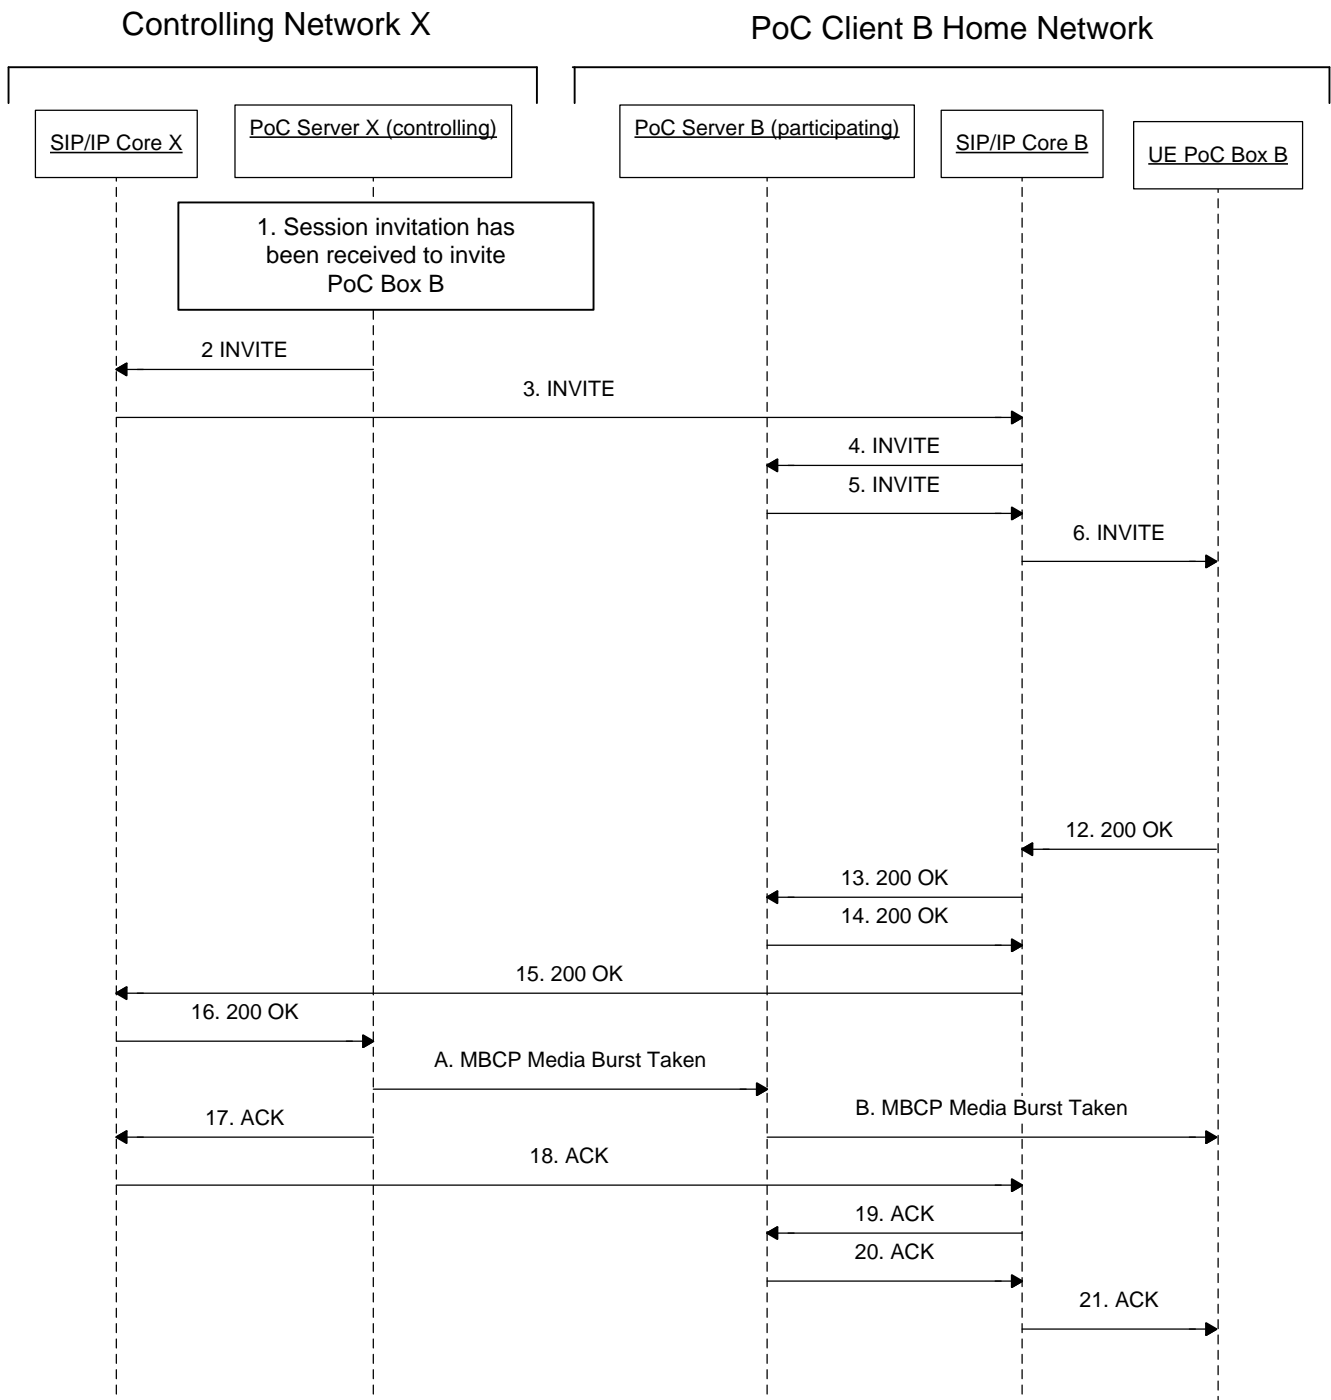 Controlling Network X
PoC Client B Home Network
SIP/IP Core X
PoC Server X (controlling)
PoC Server B (participating)
SIP/IP Core B
UE PoC Box B
1. Session invitation has
been received to invite
PoC Box B
2 INVITE
3. INVITE
4. INVITE
5. INVITE
6. INVITE
12. 200 OK
13. 200 OK
14. 200 OK
15. 200 OK
16. 200 OK
A. MBCP Media Burst Taken
B. MBCP Media Burst Taken
17. ACK
18. ACK
19. ACK
20. ACK
21. ACK